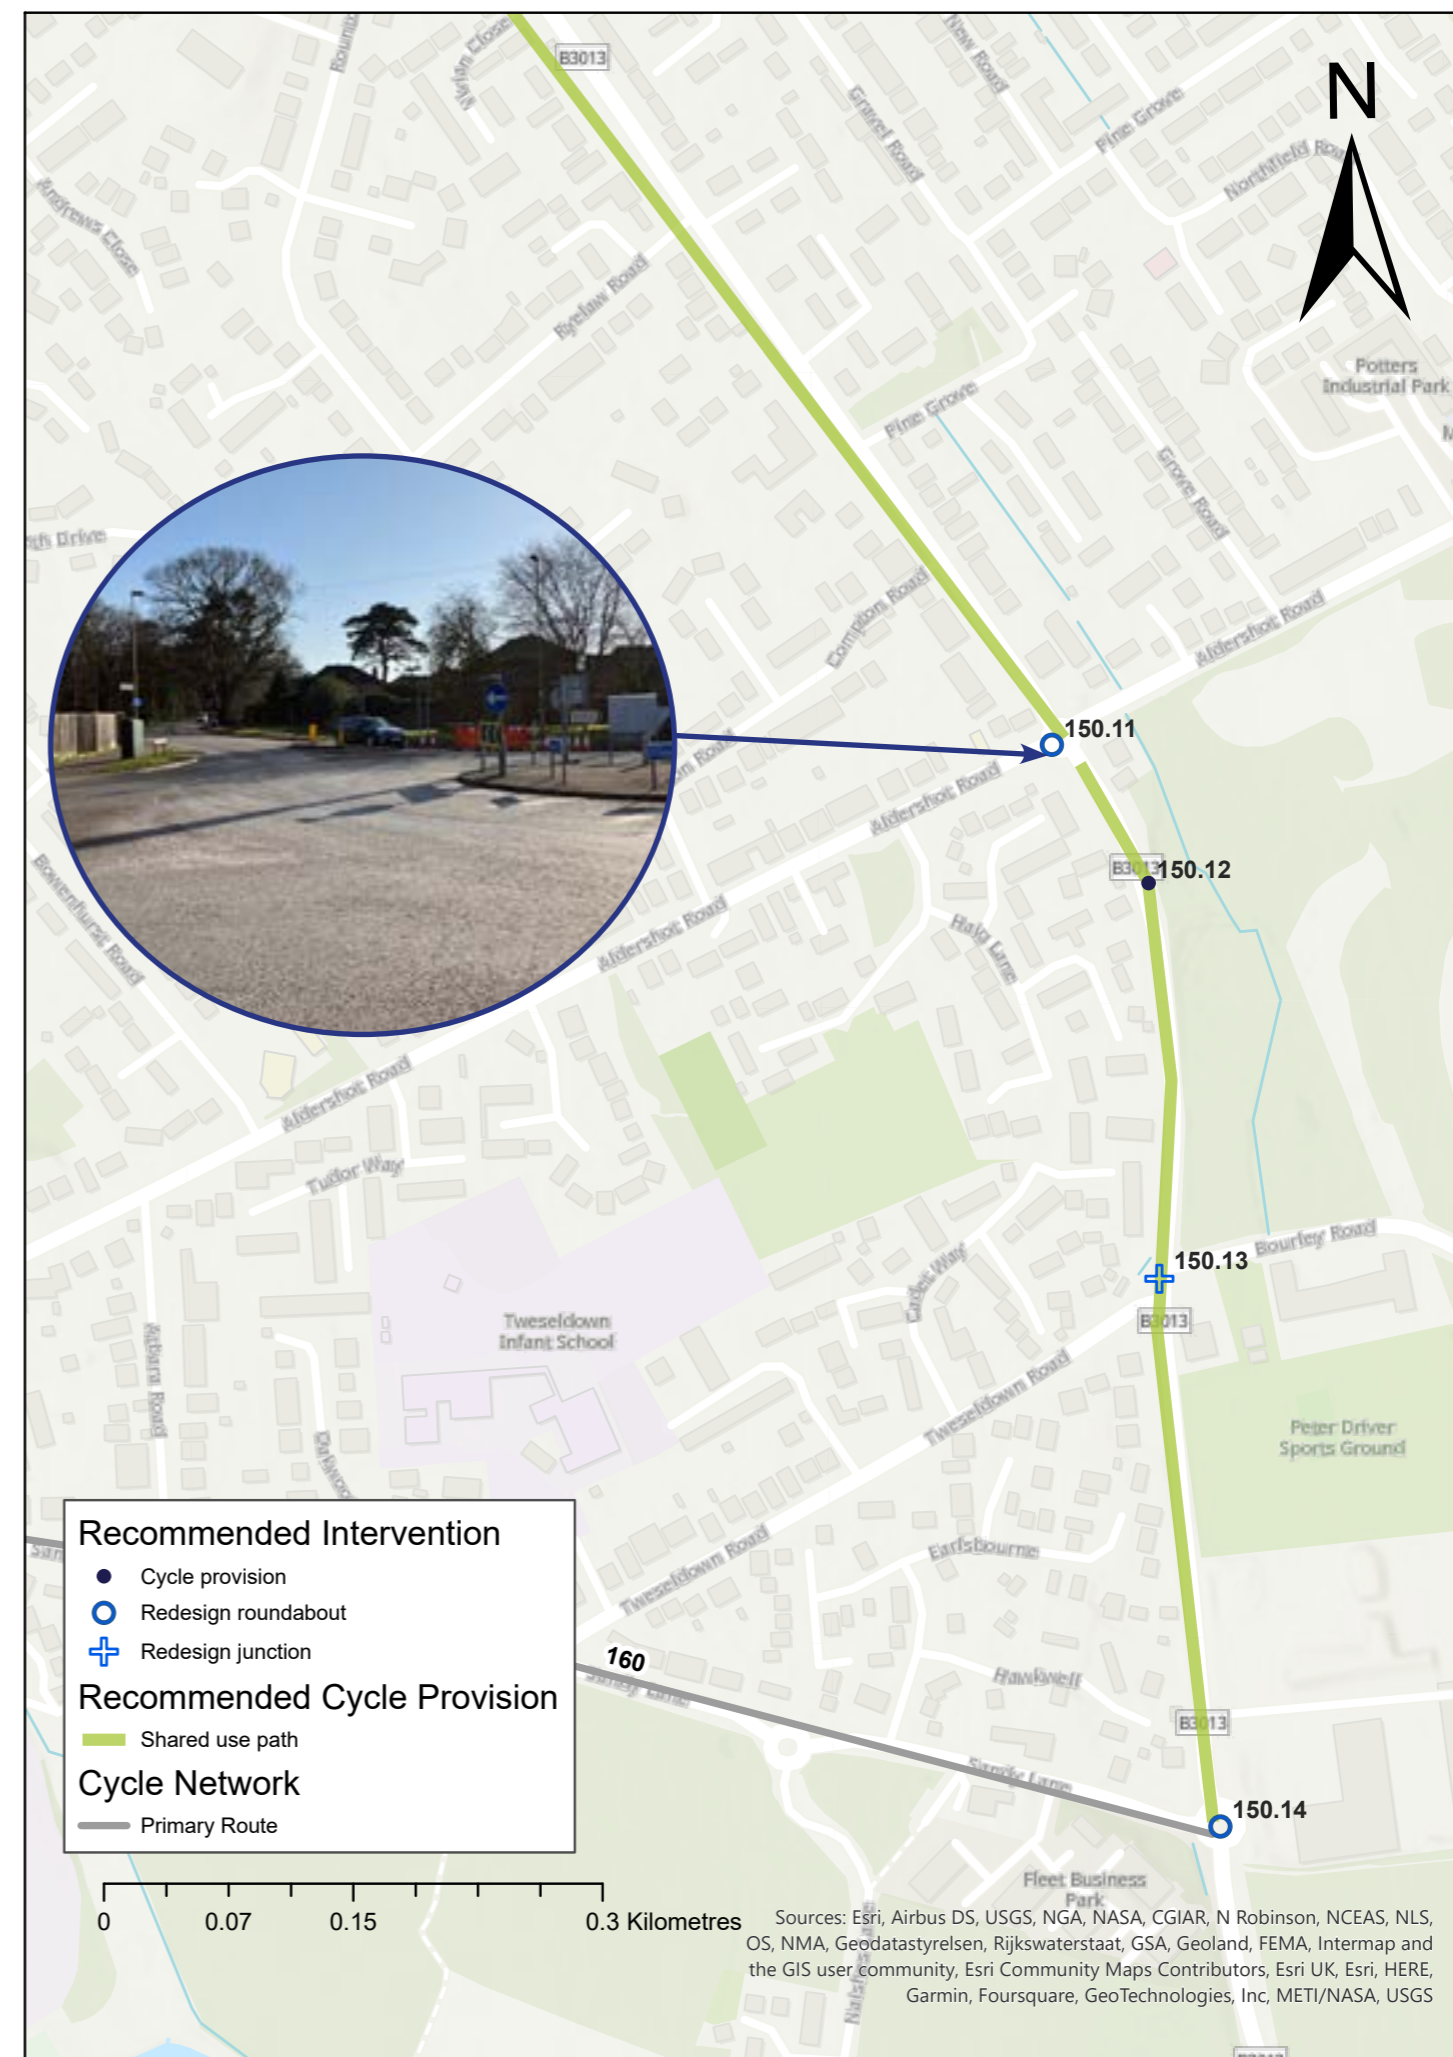 B3013
Vivian Close
New Road
Gravel Road
Pine Grove
Northfield
N
Andrews Close
Ryelaw Road
Potters
Industrial Park
Pine Grove
Grove Road
Compton Road
Aldershot Road
150.11
Road
Aldershot Road
B3013
150.12
Bowenhurst Road
Aldershot Road
Halo Lane
Aldershot Road
Tudor Way
150.13
Bourley Road
B3013
Cadet Way
Tweseldown
Infant School
Albany Road
Tweseldown Road
Peter Driver
Sports Ground
Earlsbourne
Tweseldown Road
160
Sandy Lane
Hawkwell
B3013
Sandy Lane
150.14
Fleet Business
Park
Recommended Intervention
Cycle provision
Redesign roundabout
Redesign junction
Recommended Cycle Provision
Shared use path
Cycle Network
Primary Route
0 0.07 0.15 0.3 Kilometres
Sources: Esri, Airbus DS, USGS, NGA, NASA, CGIAR, N Robinson, NCEAS, NLS,
OS, NMA, Geodatastyrelsen, Rijkswaterstaat, GSA, Geoland, FEMA, Intermap and
the GIS user community, Esri Community Maps Contributors, Esri UK, Esri, HERE,
Garmin, Foursquare, GeoTechnologies, Inc, METI/NASA, USGS